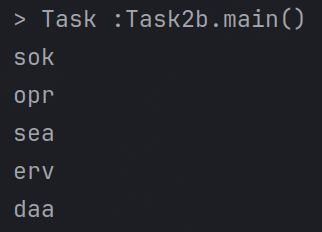 > Task :Task2b.main()
sok
opr
sea
erv
daa